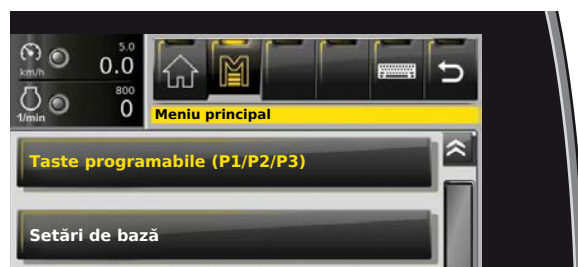 5.0
km/h 0.0
800
1/min 0
M
Meniu principal
Taste programabile (P1/P2/P3)
Setări de bază